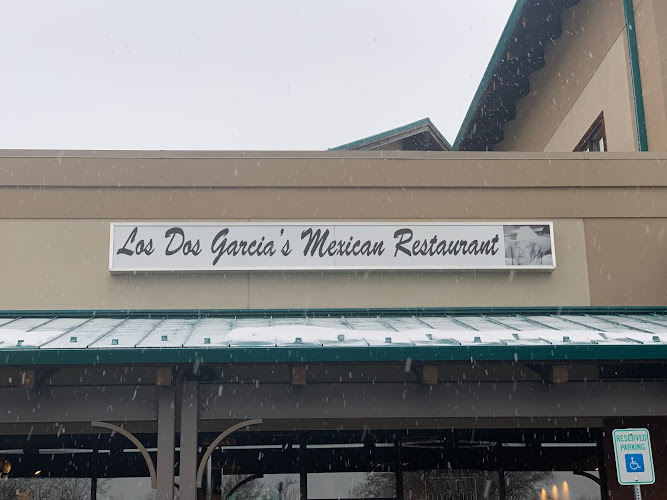 Los Dos Garcia's Mexican Restaurant
RESERVED
PARKING